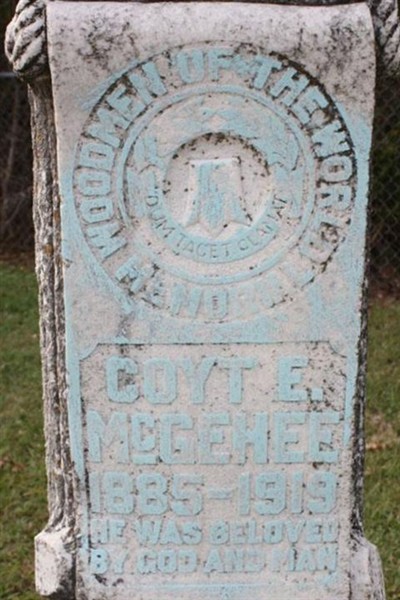 WOODMEN OF THE WORLD
MEMORIAL
DUM TACET CLAMAT
COYT E.
McGEHEE
1885-1919
HE WAS BELOVED
BY GOD AND MAN